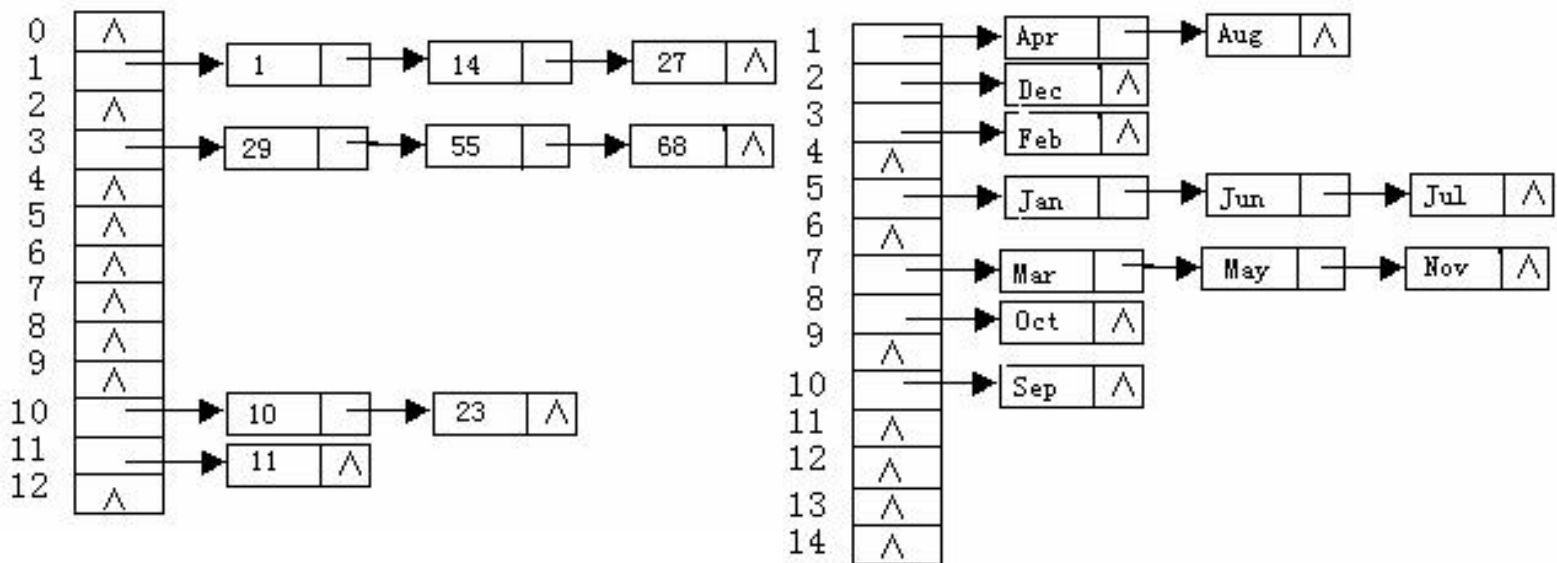 0 ∧
1 1 14 27 ∧
2 ∧
3 29 55 68 ∧
4 ∧
5 ∧
6 ∧
7 ∧
8 ∧
9 ∧
10 10 23 ∧
11 11 ∧
12 ∧
1 Apr Aug ∧
2 Dec ∧
3 Feb ∧
4 ∧
5 Jan Jun Jul ∧
6 ∧
7 Mar May Nov ∧
8 Oct ∧
9 ∧
10 Sep ∧
11 ∧
12 ∧
13 ∧
14 ∧